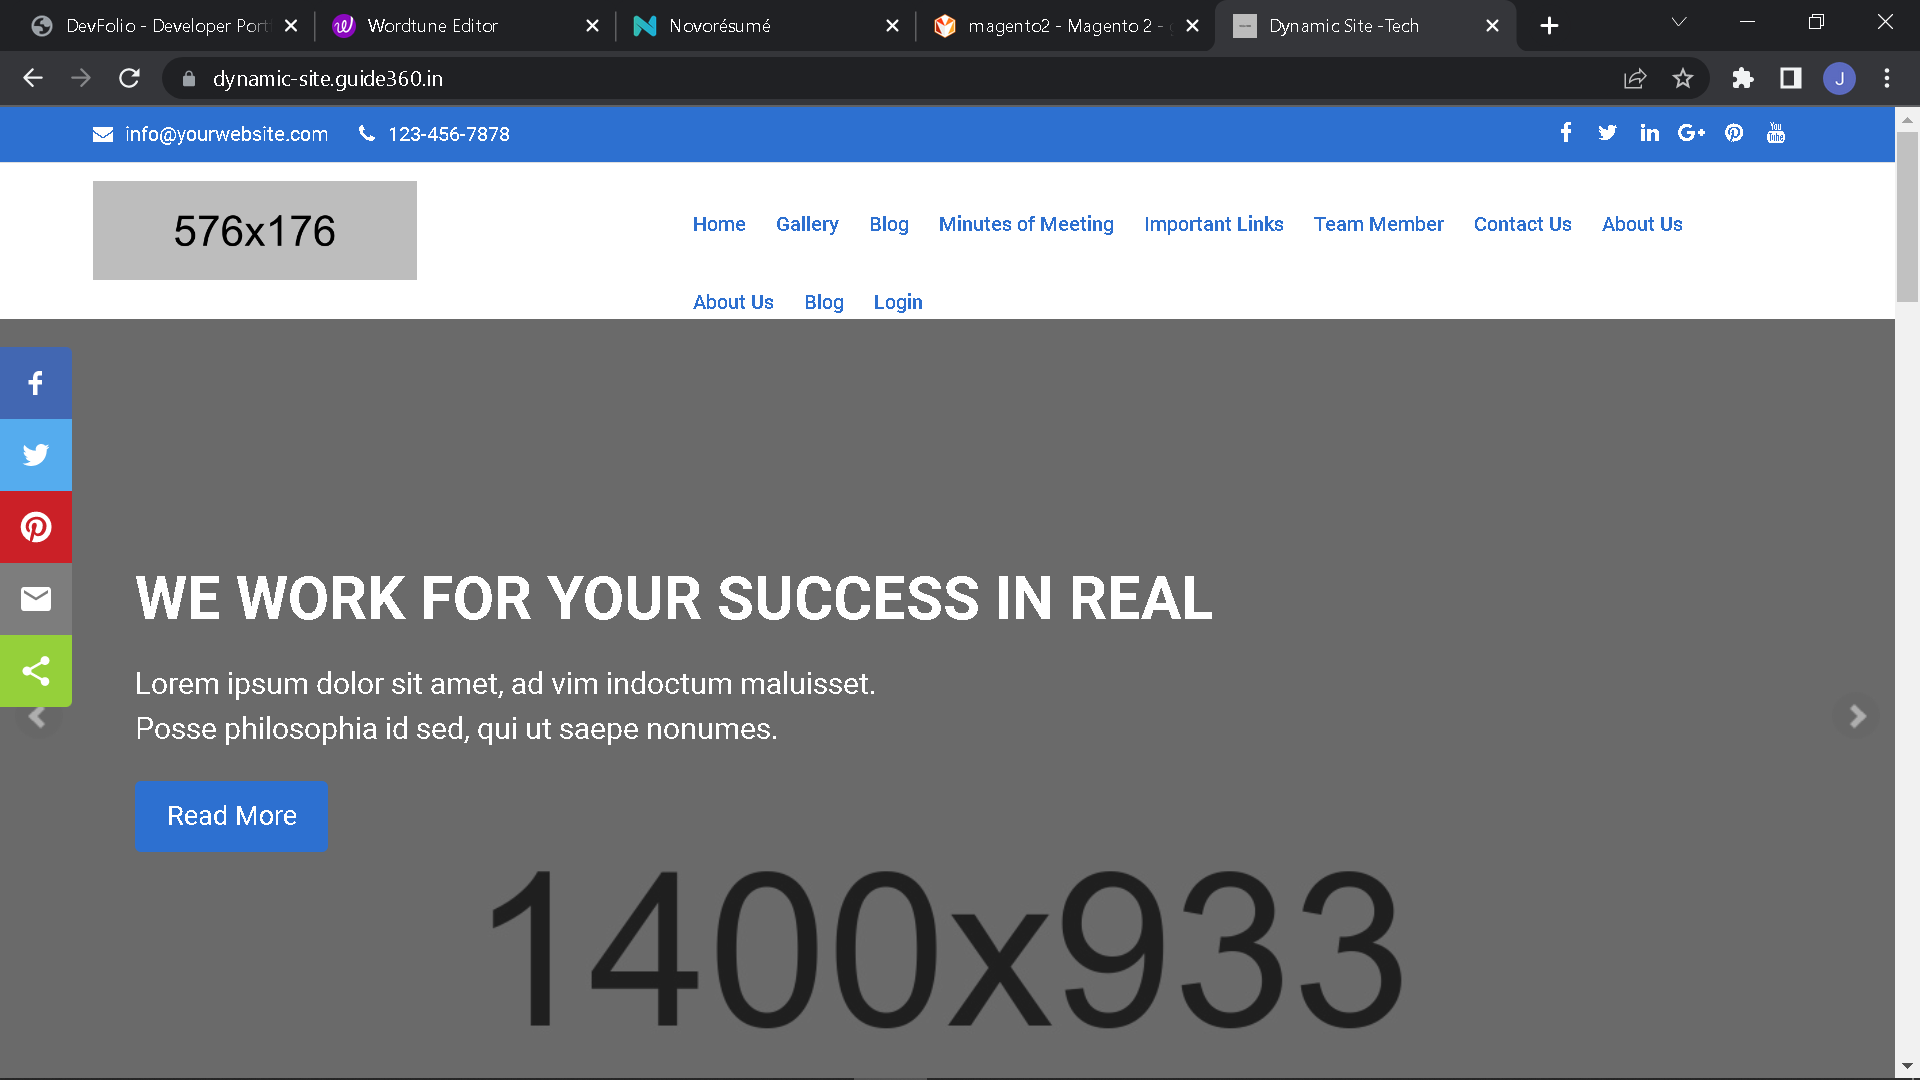 DevFolio - Developer Port
Wordtune Editor
Novorésumé
magento2 - Magento 2 -
Dynamic Site -Tech
dynamic-site.guide360.in
J
info@yourwebsite.com 123-456-7878
You Tube
576x176
Home Gallery Blog Minutes of Meeting Important Links Team Member Contact Us About Us
About Us Blog Login
WE WORK FOR YOUR SUCCESS IN REAL
Lorem ipsum dolor sit amet, ad vim indoctum maluisset.
Posse philosophia id sed, qui ut saepe nonumes.
Read More
1400x933